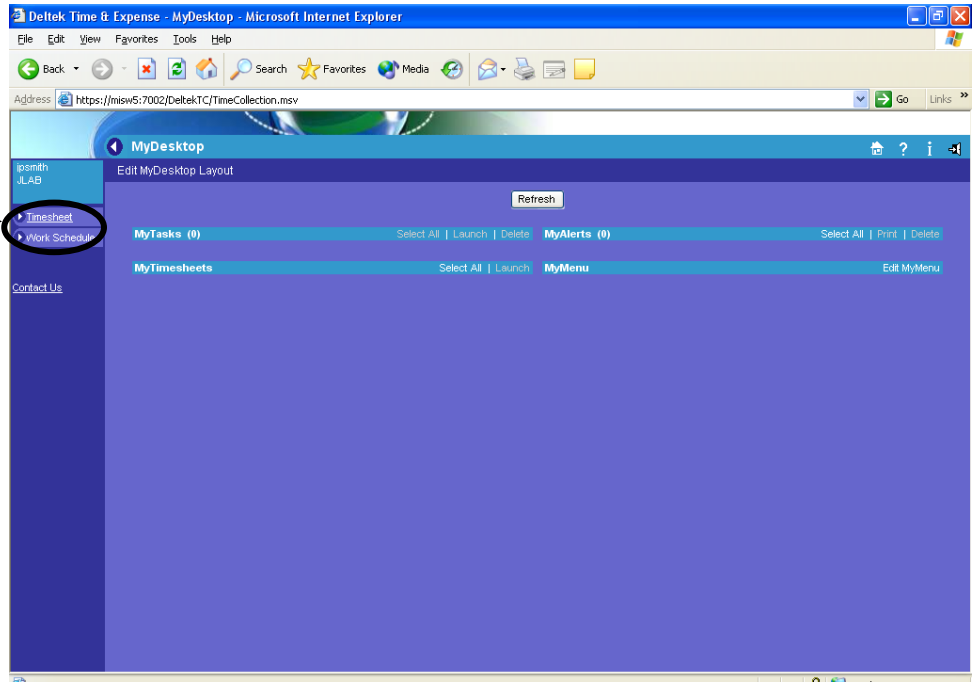 Deltek Time & Expense - MyDesktop - Microsoft Internet Explorer
File Edit View Favorites Tools Help
Back Search Favorites Media
Address https://misw5:7002/DeltekTC/TimeCollection.msv Go Links »
MyDesktop ? i
jpsmith
JLAB
Edit MyDesktop Layout
Refresh
Timesheet
Work Schedule
MyTasks (0) Select All | Launch | Delete MyAlerts (0) Select All | Print | Delete
MyTimesheets Select All | Launch MyMenu Edit MyMenu
Contact Us